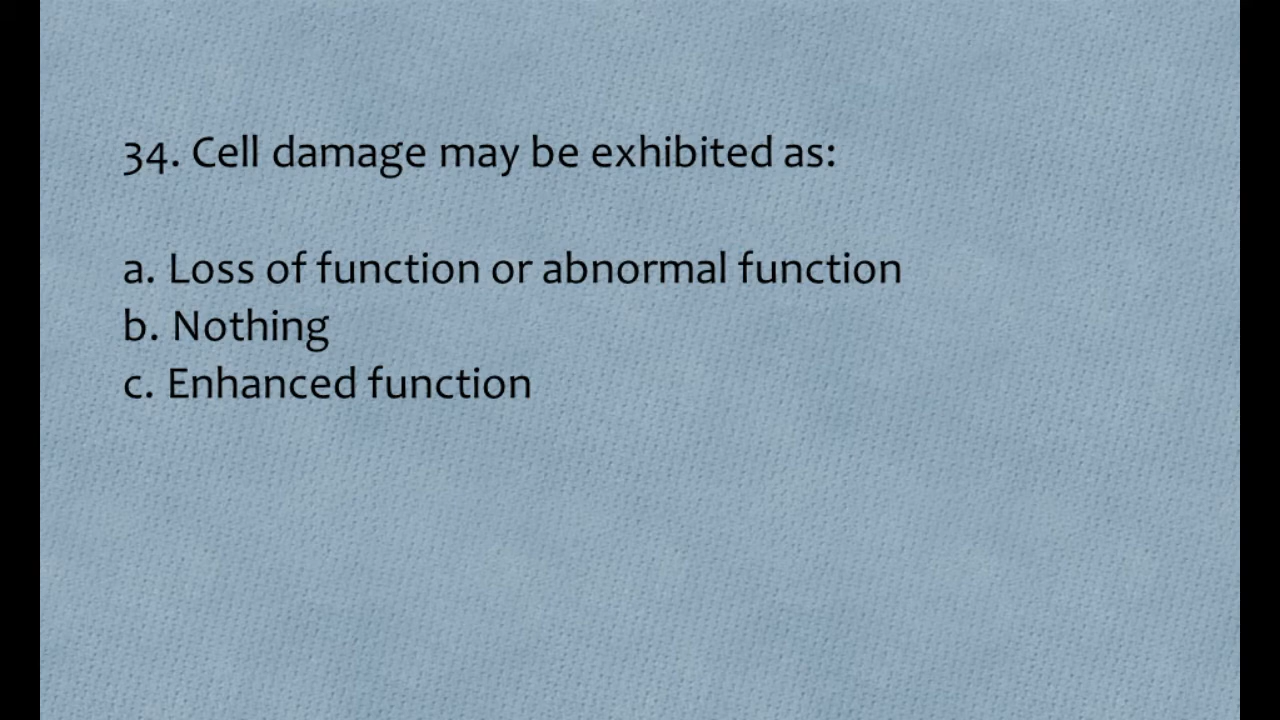 34. Cell damage may be exhibited as:
a. Loss of function or abnormal function
b. Nothing
c. Enhanced function